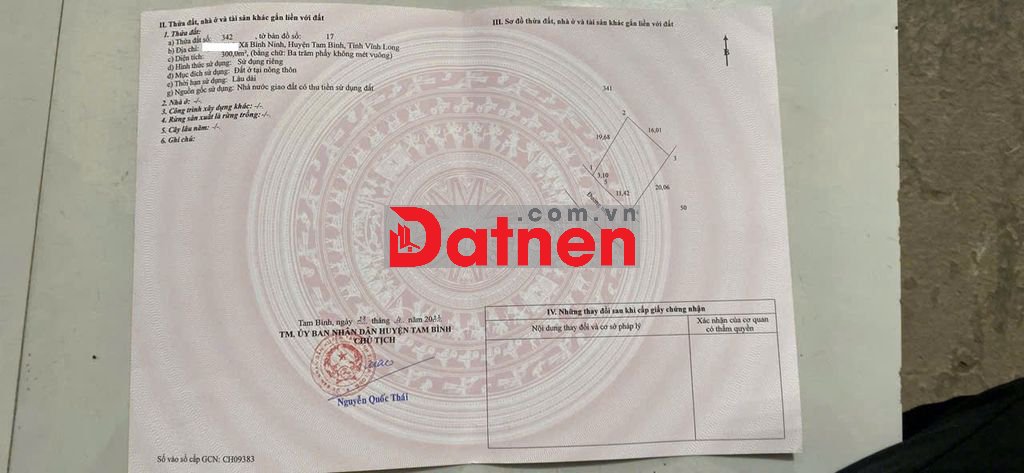 II. Thửa đất, nhà ở và tài sản khác gắn liền với đất
1. Thửa đất:
a) Thửa đất số: 342 , tờ bản đồ số: 17
b) Địa chỉ: Xã Bình Ninh, Huyện Tam Bình, Tỉnh Vĩnh Long
c) Diện tích: 300,0m², (bằng chữ: Ba trăm phẩy không mét vuông)
d) Hình thức sử dụng: Sử dụng riêng
đ) Mục đích sử dụng: Đất ở tại nông thôn
e) Thời hạn sử dụng: Lâu dài
g) Nguồn gốc sử dụng: Nhà nước giao đất có thu tiền sử dụng đất
2. Nhà ở: -/-.
3. Công trình xây dựng khác: -/-.
4. Rừng sản xuất là rừng trồng: -/-.
5. Cây lâu năm: -/-.
6. Ghi chú:
III. Sơ đồ thửa đất, nhà ở và tài sản khác gắn liền với đất
B
341
2
19,68
16,01
1
3
3,10
5
11,42
20,06
50
.com.vn
Datnen
Tam Bình, ngày 23 tháng năm
TM. ỦY BAN NHÂN DÂN HUYỆN TAM BÌNH
CHỦ TỊCH
Nguyễn Quốc Thái
IV. Những thay đổi sau khi cấp giấy chứng nhận
Nội dung thay đổi và cơ sở pháp lý
Xác nhận của cơ quan
có thẩm quyền
Số vào sổ cấp GCN: CH09383